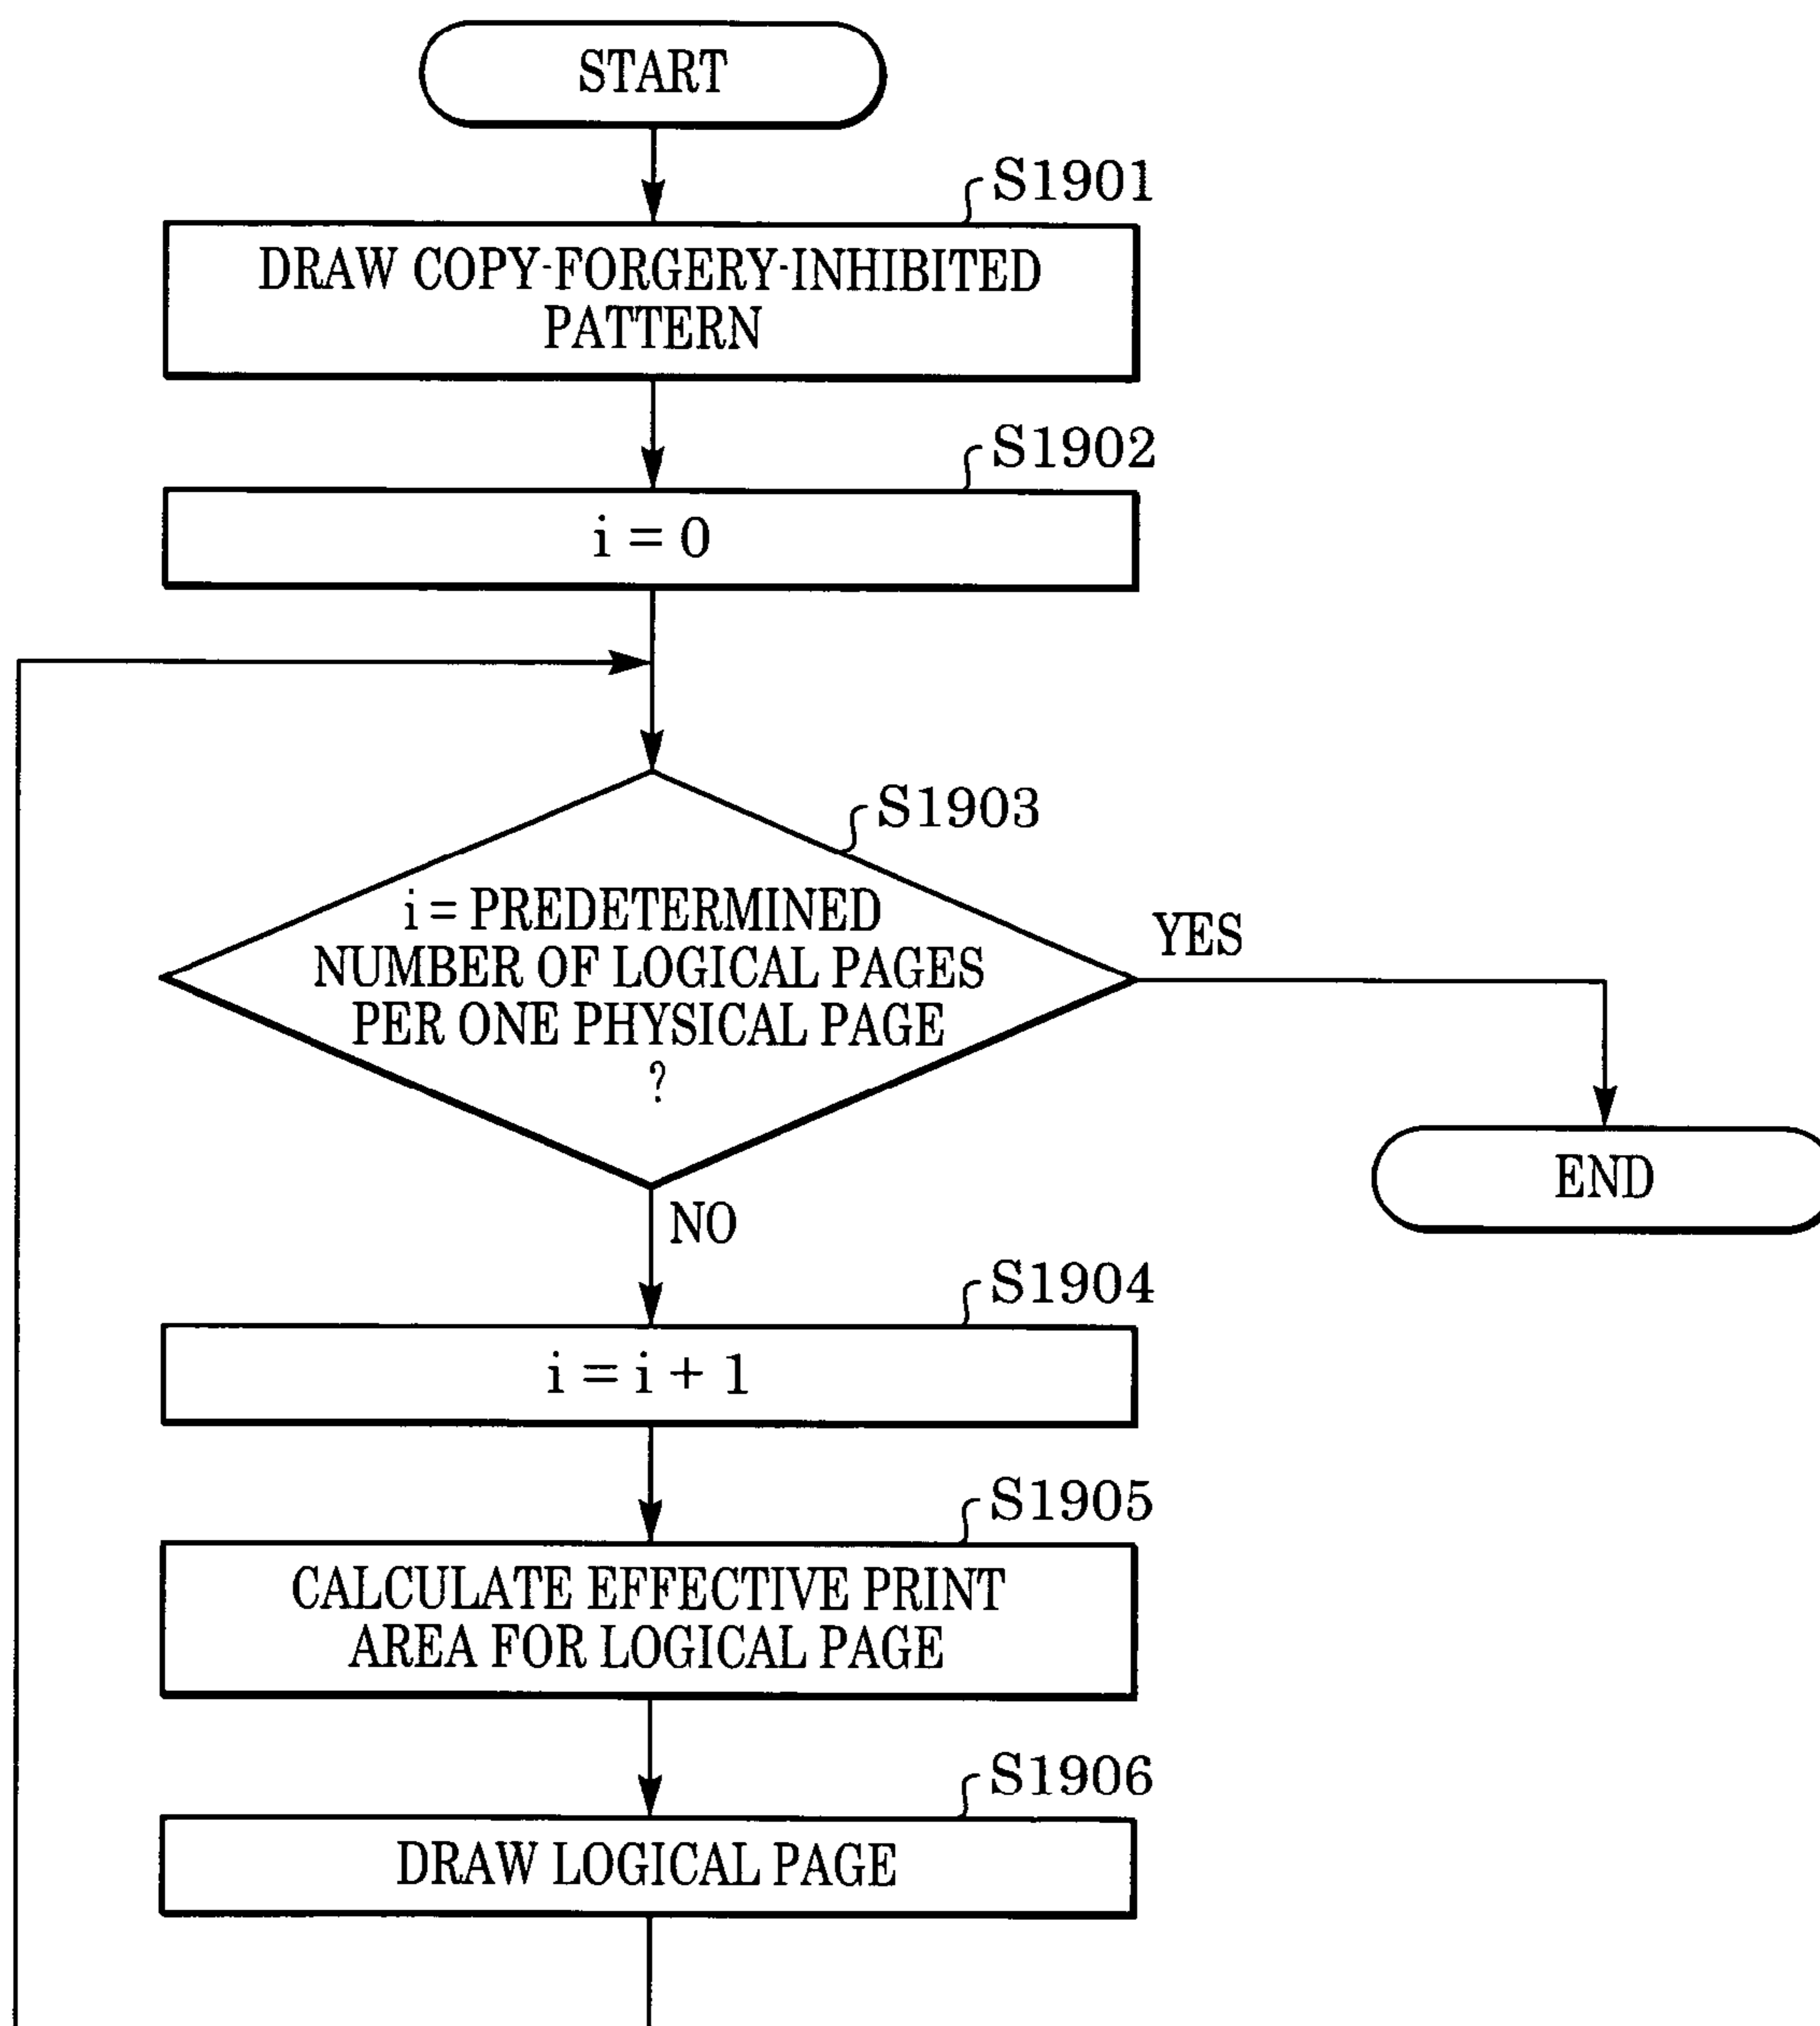 START
S1901
DRAW COPY-FORGERY-INHIBITED
PATTERN
S1902
i = 0
S1903
i = PREDETERMINED
NUMBER OF LOGICAL PAGES
PER ONE PHYSICAL PAGE
?
YES
END
NO
S1904
i = i + 1
S1905
CALCULATE EFFECTIVE PRINT
AREA FOR LOGICAL PAGE
S1906
DRAW LOGICAL PAGE